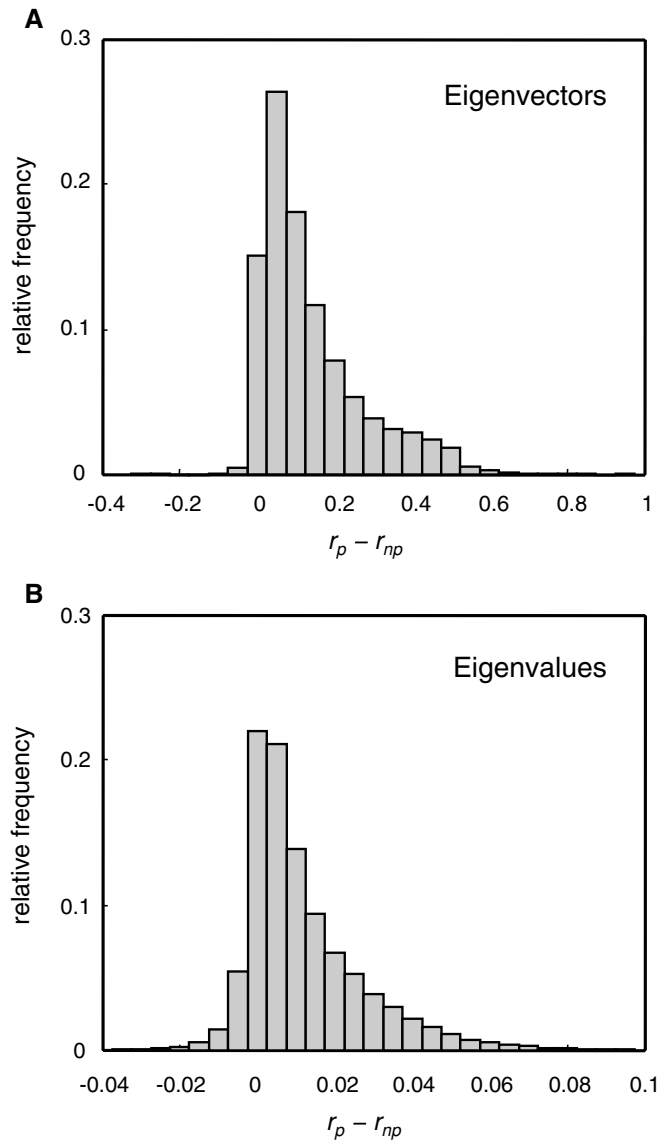 A
0.3
Eigenvectors
0.2
relative frequency
0.1
0
-0.4 -0.2 0 0.2 0.4 0.6 0.8 1
r_p – r_np
B
0.3
Eigenvalues
0.2
relative frequency
0.1
0
-0.04 -0.02 0 0.02 0.04 0.06 0.08 0.1
r_p – r_np